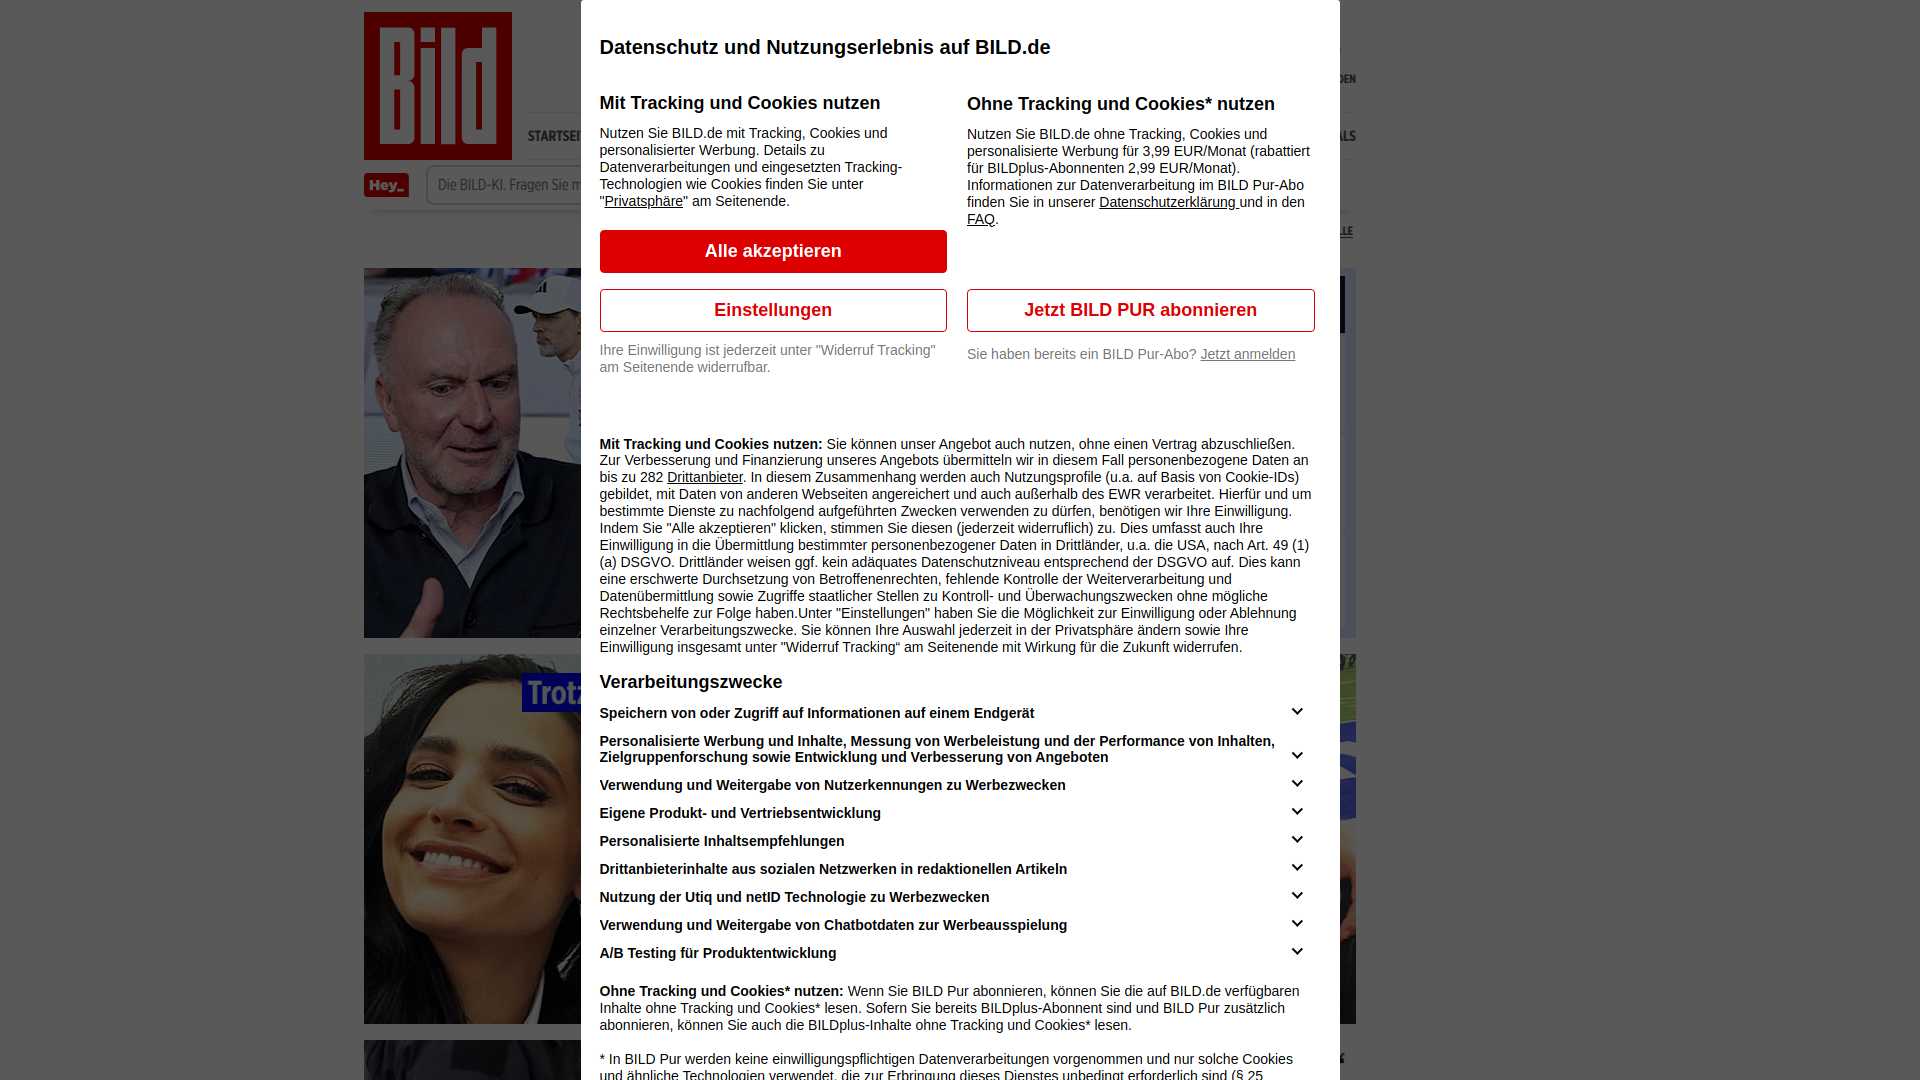 Bild
STARTSEI
Hey_
Die BILD-KI. Fragen Sie m
Trotz
Datenschutz und Nutzungserlebnis auf BILD.de
Mit Tracking und Cookies nutzen
Nutzen Sie BILD.de mit Tracking, Cookies und
personalisierter Werbung. Details zu
Datenverarbeitungen und eingesetzten Tracking-
Technologien wie Cookies finden Sie unter
"Privatsphäre" am Seitenende.
Alle akzeptieren
Einstellungen
Ihre Einwilligung ist jederzeit unter "Widerruf Tracking"
am Seitenende widerrufbar.
Ohne Tracking und Cookies* nutzen
Nutzen Sie BILD.de ohne Tracking, Cookies und
personalisierte Werbung für 3,99 EUR/Monat (rabattiert
für BILDplus-Abonnenten 2,99 EUR/Monat).
Informationen zur Datenverarbeitung im BILD Pur-Abo
finden Sie in unserer Datenschutzerklärung und in den
FAQ.
Jetzt BILD PUR abonnieren
Sie haben bereits ein BILD Pur-Abo? Jetzt anmelden
Mit Tracking und Cookies nutzen: Sie können unser Angebot auch nutzen, ohne einen Vertrag abzuschließen.
Zur Verbesserung und Finanzierung unseres Angebots übermitteln wir in diesem Fall personenbezogene Daten an
bis zu 282 Drittanbieter. In diesem Zusammenhang werden auch Nutzungsprofile (u.a. auf Basis von Cookie-IDs)
gebildet, mit Daten von anderen Webseiten angereichert und auch außerhalb des EWR verarbeitet. Hierfür und um
bestimmte Dienste zu nachfolgend aufgeführten Zwecken verwenden zu dürfen, benötigen wir Ihre Einwilligung.
Indem Sie "Alle akzeptieren" klicken, stimmen Sie diesen (jederzeit widerruflich) zu. Dies umfasst auch Ihre
Einwilligung in die Übermittlung bestimmter personenbezogener Daten in Drittländer, u.a. die USA, nach Art. 49 (1)
(a) DSGVO. Drittländer weisen ggf. kein adäquates Datenschutzniveau entsprechend der DSGVO auf. Dies kann
eine erschwerte Durchsetzung von Betroffenenrechten, fehlende Kontrolle der Weiterverarbeitung und
Datenübermittlung sowie Zugriffe staatlicher Stellen zu Kontroll- und Überwachungszwecken ohne mögliche
Rechtsbehelfe zur Folge haben.Unter "Einstellungen" haben Sie die Möglichkeit zur Einwilligung oder Ablehnung
einzelner Verarbeitungszwecke. Sie können Ihre Auswahl jederzeit in der Privatsphäre ändern sowie Ihre
Einwilligung insgesamt unter "Widerruf Tracking“ am Seitenende mit Wirkung für die Zukunft widerrufen.
Verarbeitungszwecke
Speichern von oder Zugriff auf Informationen auf einem Endgerät
Personalisierte Werbung und Inhalte, Messung von Werbeleistung und der Performance von Inhalten,
Zielgruppenforschung sowie Entwicklung und Verbesserung von Angeboten
Verwendung und Weitergabe von Nutzerkennungen zu Werbezwecken
Eigene Produkt- und Vertriebsentwicklung
Personalisierte Inhaltsempfehlungen
Drittanbieterinhalte aus sozialen Netzwerken in redaktionellen Artikeln
Nutzung der Utiq und netID Technologie zu Werbezwecken
Verwendung und Weitergabe von Chatbotdaten zur Werbeausspielung
A/B Testing für Produktentwicklung
Ohne Tracking und Cookies* nutzen: Wenn Sie BILD Pur abonnieren, können Sie die auf BILD.de verfügbaren
Inhalte ohne Tracking und Cookies* lesen. Sofern Sie bereits BILDplus-Abonnent sind und BILD Pur zusätzlich
abonnieren, können Sie auch die BILDplus-Inhalte ohne Tracking und Cookies* lesen.
* In BILD Pur werden keine einwilligungspflichtigen Datenverarbeitungen vorgenommen und nur solche Cookies
und ähnliche Technologien verwendet, die zur Erbringung dieses Dienstes unbedingt erforderlich sind (§ 25